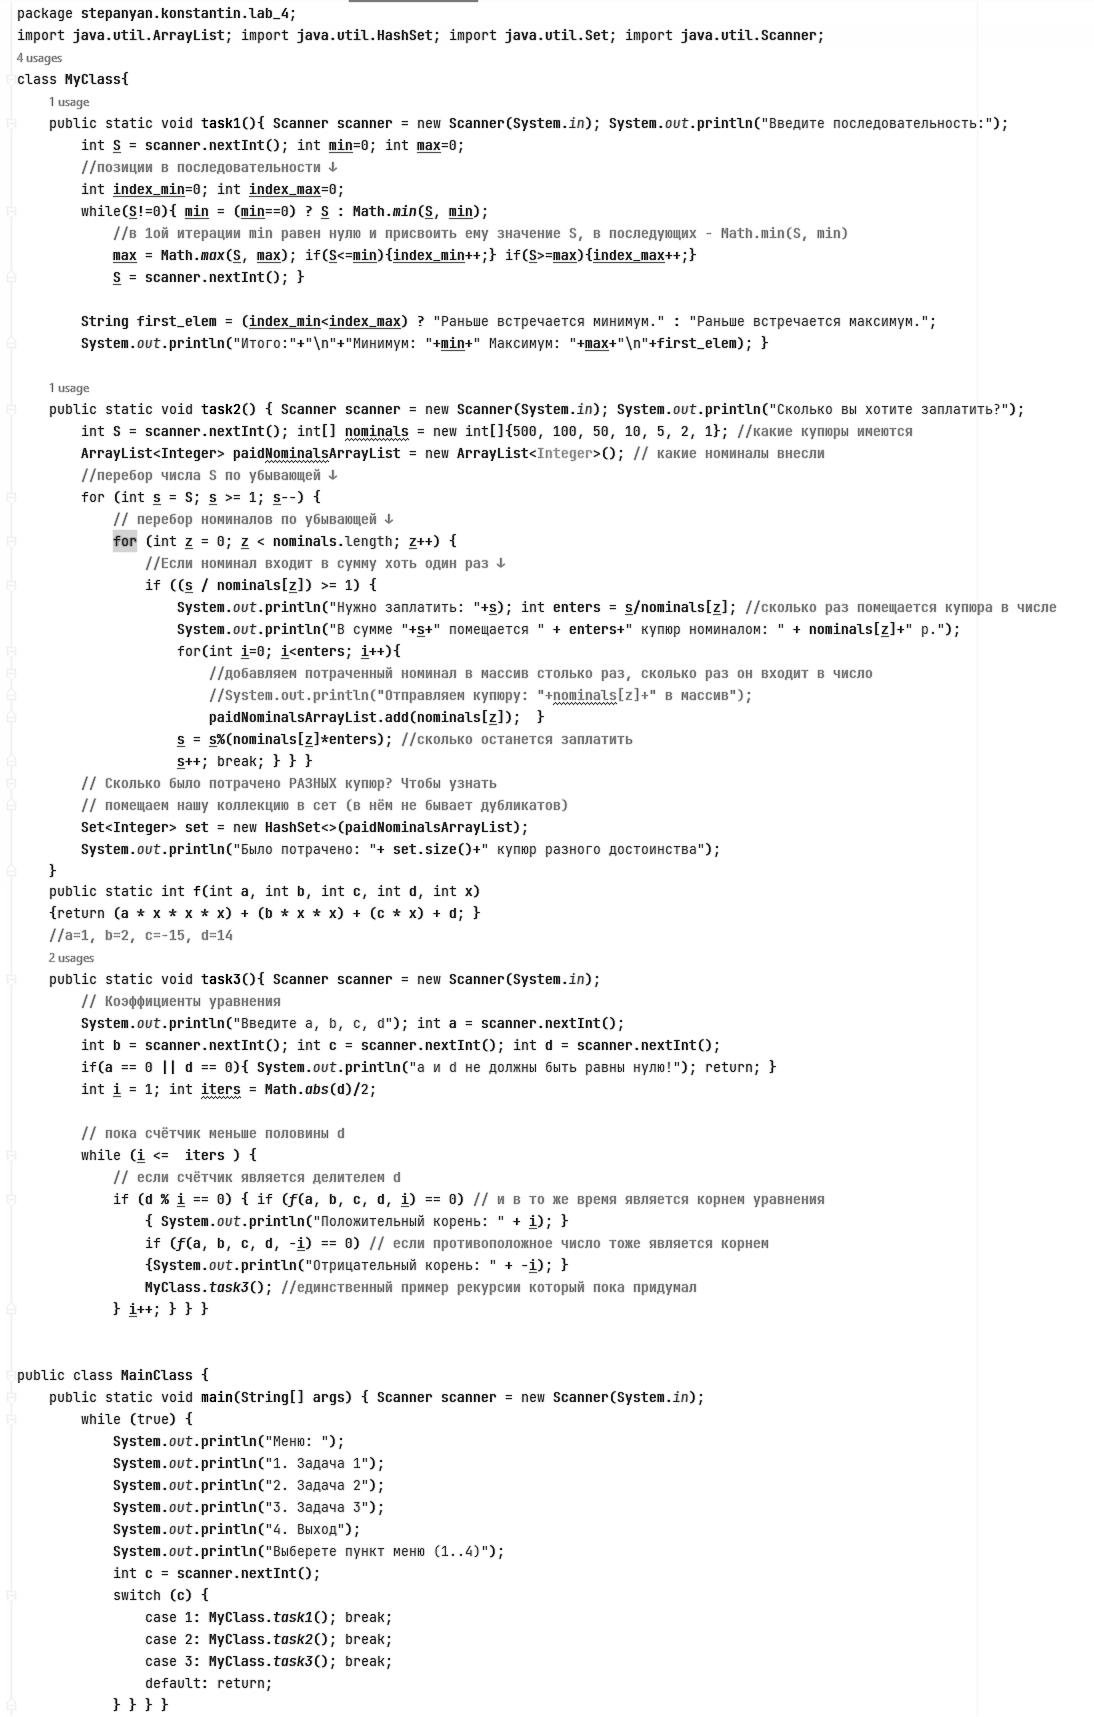 package stepanyan.konstantin.lab_4;
import java.util.ArrayList; import java.util.HashSet; import java.util.Set; import java.util.Scanner;
4 usages
class MyClass{
1 usage
public static void task1(){ Scanner scanner = new Scanner(System.in); System.out.println("Введите последовательность:");
int S = scanner.nextInt(); int min=0; int max=0;
//позиции в последовательности ↓
int index_min=0; int index_max=0;
while(S!=0){ min = (min==0) ? S : Math.min(S, min);
//в 1ой итерации min равен нулю и присвоить ему значение S, в последующих - Math.min(S, min)
max = Math.max(S, max); if(S<=min){index_min++;} if(S>=max){index_max++;}
S = scanner.nextInt(); }
String first_elem = (index_min<index_max) ? "Раньше встречается минимум." : "Раньше встречается максимум.";
System.out.println("Итого:"+"\n"+"Минимум: "+min+" Максимум: "+max+"\n"+first_elem); }
1 usage
public static void task2() { Scanner scanner = new Scanner(System.in); System.out.println("Сколько вы хотите заплатить?");
int S = scanner.nextInt(); int[] nominals = new int[]{500, 100, 50, 10, 5, 2, 1}; //какие купюры имеются
ArrayList<Integer> paidNominalsArrayList = new ArrayList<Integer>(); // какие номиналы внесли
//перебор числа S по убывающей ↓
for (int s = S; s >= 1; s--) {
// перебор номиналов по убывающей ↓
for (int z = 0; z < nominals.length; z++) {
//Если номинал входит в сумму хоть один раз ↓
if ((s / nominals[z]) >= 1) {
System.out.println("Нужно заплатить: "+s); int enters = s/nominals[z]; //сколько раз помещается купюра в числе
System.out.println("В сумме "+s+" помещается " + enters+" купюр номиналом: " + nominals[z]+" р.");
for(int i=0; i<enters; i++){
//добавляем потраченный номинал в массив столько раз, сколько раз он входит в число
//System.out.println("Отправляем купюру: "+nominals[z]+" в массив");
paidNominalsArrayList.add(nominals[z]);  }
s = s%(nominals[z]*enters); //сколько останется заплатить
s++; break; } } }
// Сколько было потрачено РАЗНЫХ купюр? Чтобы узнать
// помещаем нашу коллекцию в сет (в нём не бывает дубликатов)
Set<Integer> set = new HashSet<>(paidNominalsArrayList);
System.out.println("Было потрачено: "+ set.size()+" купюр разного достоинства");
}
public static int f(int a, int b, int c, int d, int x)
{return (a * x * x * x) + (b * x * x) + (c * x) + d; }
//a=1, b=2, c=-15, d=14
2 usages
public static void task3(){ Scanner scanner = new Scanner(System.in);
// Коэффициенты уравнения
System.out.println("Введите a, b, c, d"); int a = scanner.nextInt();
int b = scanner.nextInt(); int c = scanner.nextInt(); int d = scanner.nextInt();
if(a == 0 || d == 0){ System.out.println("a и d не должны быть равны нулю!"); return; }
int i = 1; int iters = Math.abs(d)/2;
// пока счётчик меньше половины d
while (i <=  iters ) {
// если счётчик является делителем d
if (d % i == 0) { if (f(a, b, c, d, i) == 0) // и в то же время является корнем уравнения
{ System.out.println("Положительный корень: " + i); }
if (f(a, b, c, d, -i) == 0) // если противоположное число тоже является корнем
{System.out.println("Отрицательный корень: " + -i); }
MyClass.task3(); //единственный пример рекурсии который пока придумал
} i++; } } }
public class MainClass {
public static void main(String[] args) { Scanner scanner = new Scanner(System.in);
while (true) {
System.out.println("Меню: ");
System.out.println("1. Задача 1");
System.out.println("2. Задача 2");
System.out.println("3. Задача 3");
System.out.println("4. Выход");
System.out.println("Выберете пункт меню (1..4)");
int c = scanner.nextInt();
switch (c) {
case 1: MyClass.task1(); break;
case 2: MyClass.task2(); break;
case 3: MyClass.task3(); break;
default: return;
} } } }